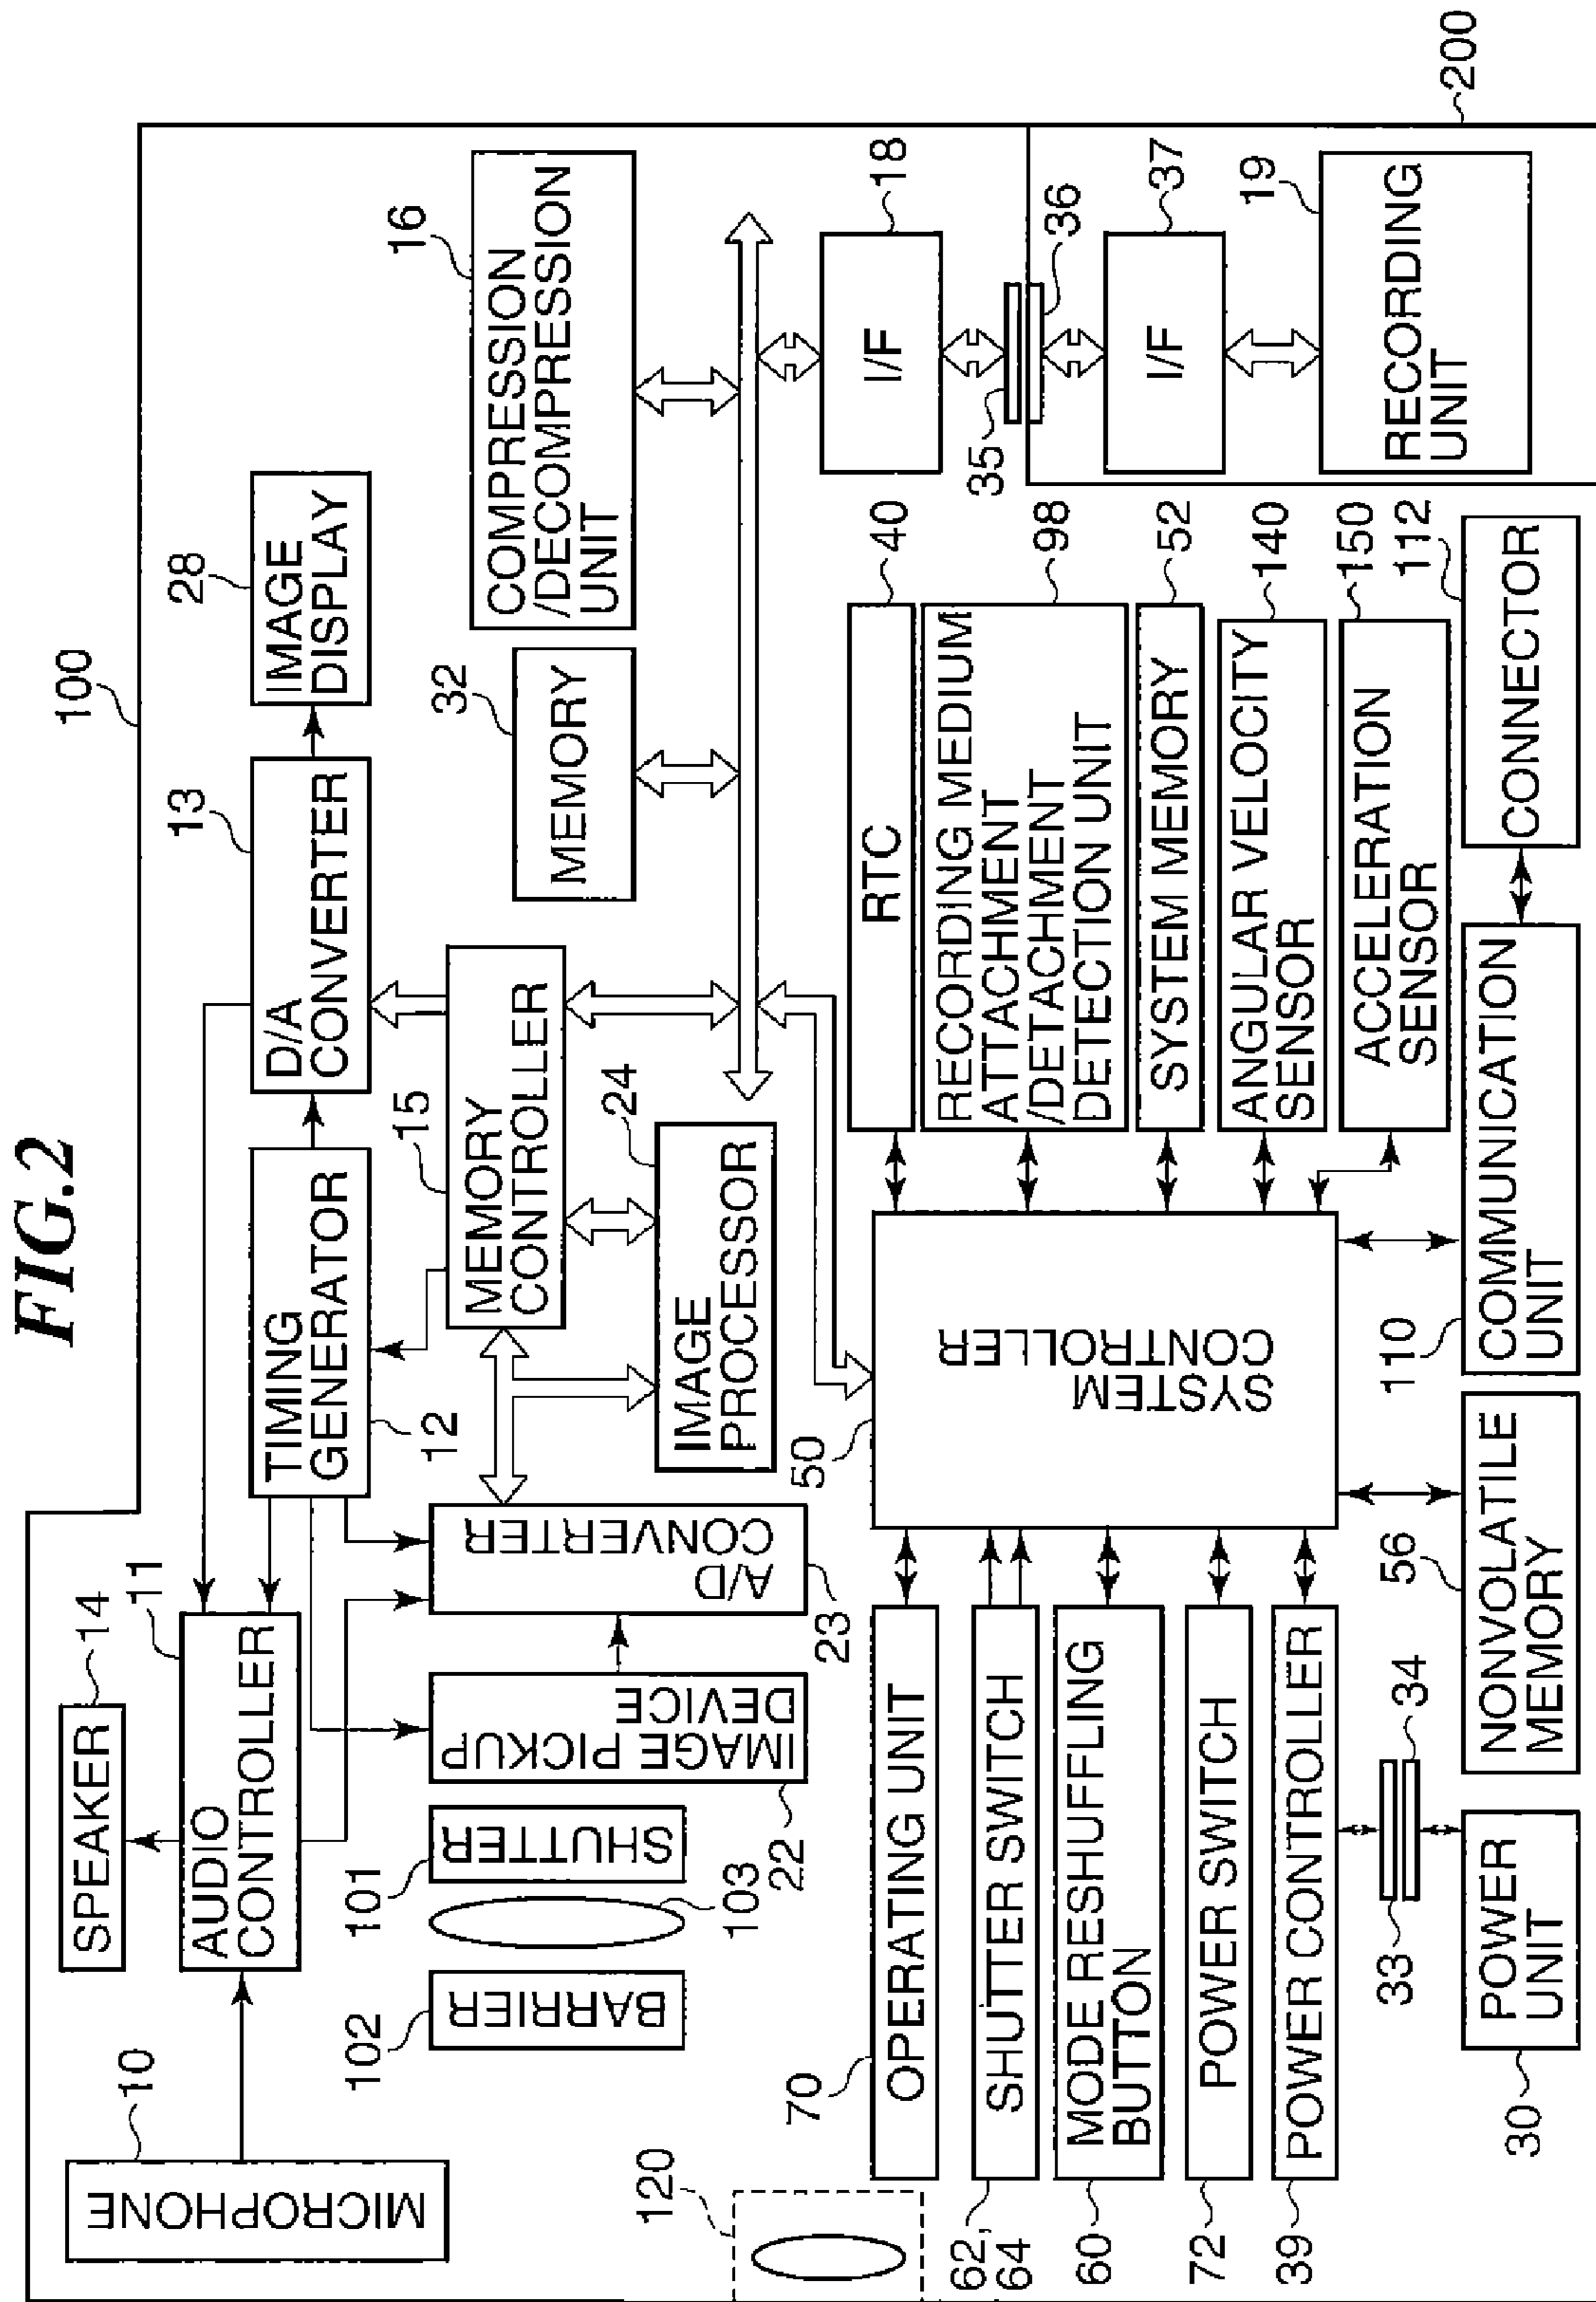 FIG.2
100
MICROPHONE
10
SPEAKER
14
AUDIO
CONTROLLER
11
TIMING
GENERATOR
12
D/A
CONVERTER
13
IMAGE
DISPLAY
28
102
BARRIER
103
101
SHUTTER
22
IMAGE PICKUP
DEVICE
23
A/D
CONVERTER
MEMORY
CONTROLLER
15
IMAGE
PROCESSOR
24
MEMORY
32
COMPRESSION
/DECOMPRESSION
UNIT
16
120
70
OPERATING UNIT
62,
64
SHUTTER SWITCH
60
MODE RESHUFFLING
BUTTON
72
POWER SWITCH
39
POWER CONTROLLER
50
SYSTEM
CONTROLLER
RTC
40
RECORDING MEDIUM
ATTACHMENT
/DETACHMENT
DETECTION UNIT
98
SYSTEM MEMORY
52
ANGULAR VELOCITY
SENSOR
140
ACCELERATION
SENSOR
150
I/F
18
35
36
I/F
37
RECORDING
UNIT
19
200
33
34
30
POWER
UNIT
56
NONVOLATILE
MEMORY
110
COMMUNICATION
UNIT
112
CONNECTOR